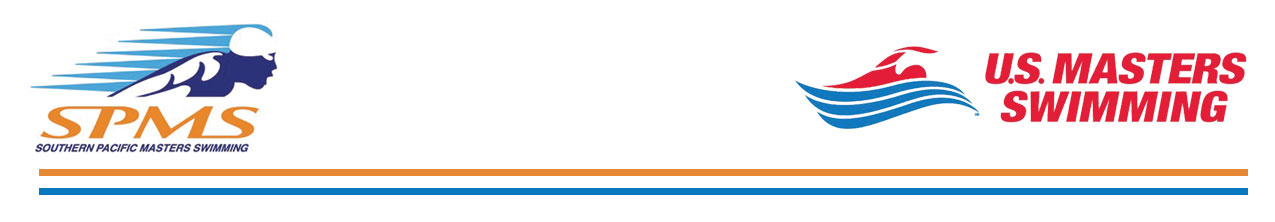 SPMS
SOUTHERN PACIFIC MASTERS SWIMMING
U.S. MASTERS
SWIMMING